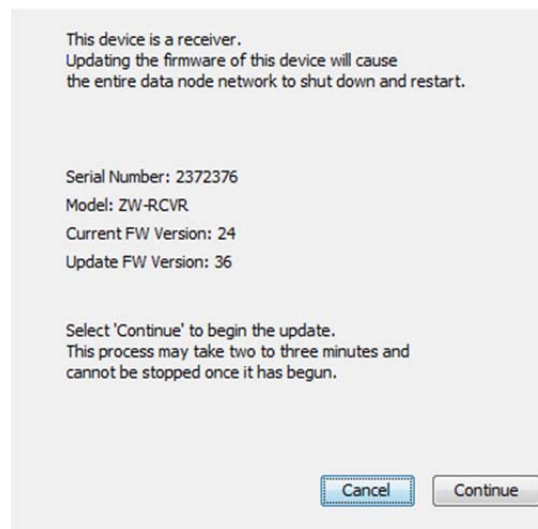 This device is a receiver.
Updating the firmware of this device will cause
the entire data node network to shut down and restart.
Serial Number: 2372376
Model: ZW-RCVR
Current FW Version: 24
Update FW Version: 36
Select 'Continue' to begin the update.
This process may take two to three minutes and
cannot be stopped once it has begun.
Cancel Continue